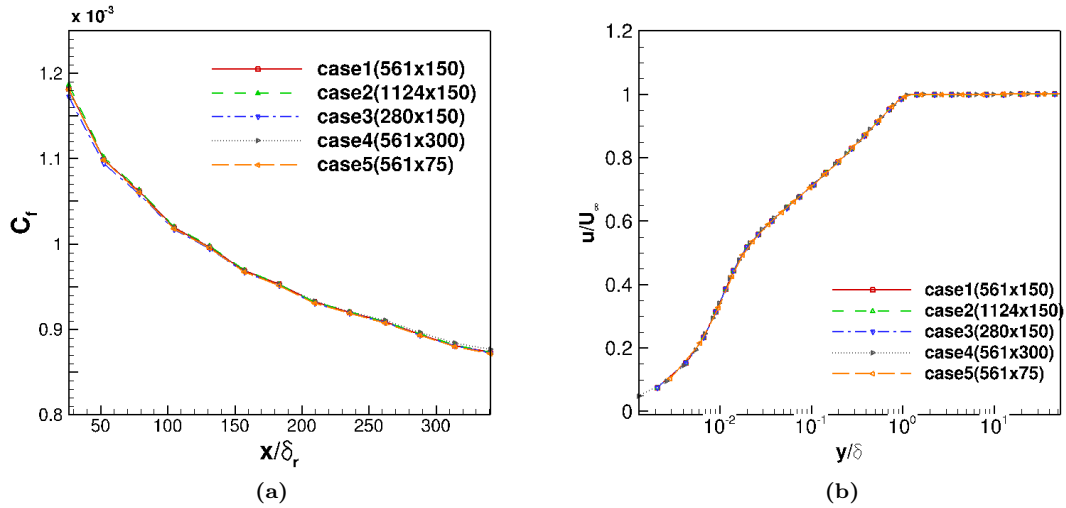 x 10⁻³
1.2
1.1
1
0.9
0.8
C_f
50
100
150
200
250
300
x/δ_r
case1(561x150)
case2(1124x150)
case3(280x150)
case4(561x300)
case5(561x75)
(a)
1.2
1
0.8
0.6
0.4
0.2
0
u/U_∞
10⁻²
10⁻¹
10⁰
10¹
y/δ
case1(561x150)
case2(1124x150)
case3(280x150)
case4(561x300)
case5(561x75)
(b)